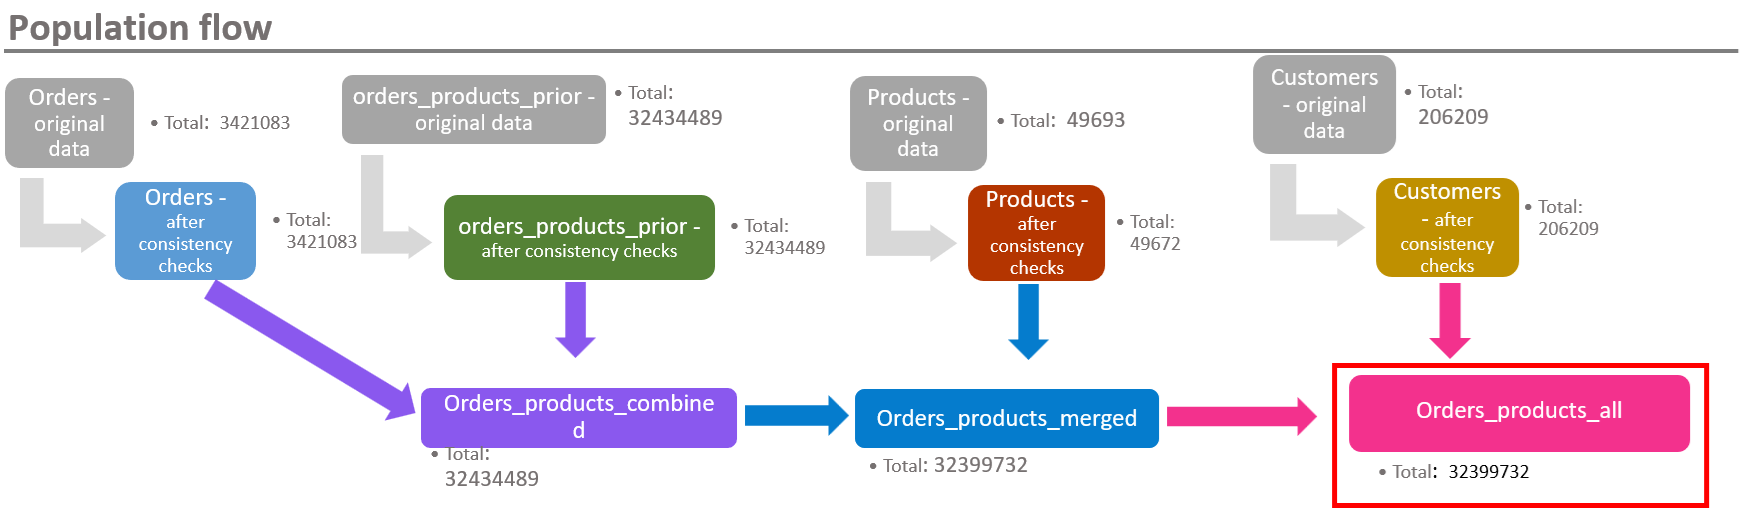 Population flow
Orders -
original
data
• Total: 3421083
orders_products_prior -
original data
• Total:
32434489
Products -
original
data
• Total: 49693
Customers
- original
data
• Total:
206209
Orders -
after
consistency
checks
• Total:
3421083
orders_products_prior -
after consistency checks
• Total:
32434489
Products -
after
consistency
checks
• Total:
49672
Customers
- after
consistency
checks
• Total:
206209
Orders_products_combine
d
• Total:
32434489
Orders_products_merged
• Total: 32399732
Orders_products_all
• Total: 32399732